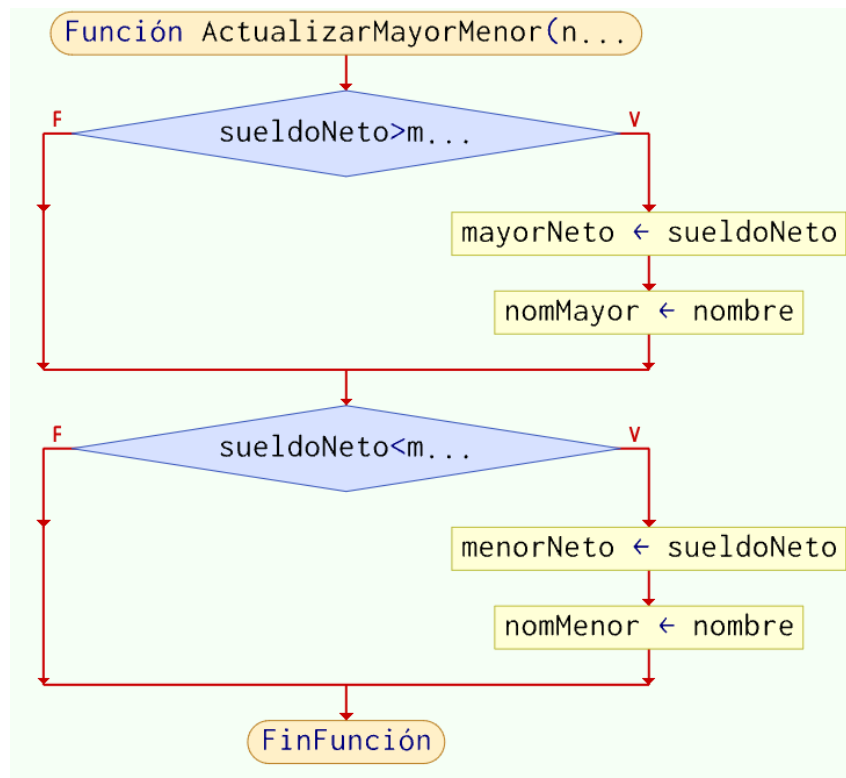 Función ActualizarMayorMenor(n...
F
V
sueldoNeto>m...
mayorNeto ← sueldoNeto
nomMayor ← nombre
F
V
sueldoNeto<m...
menorNeto ← sueldoNeto
nomMenor ← nombre
FinFunción